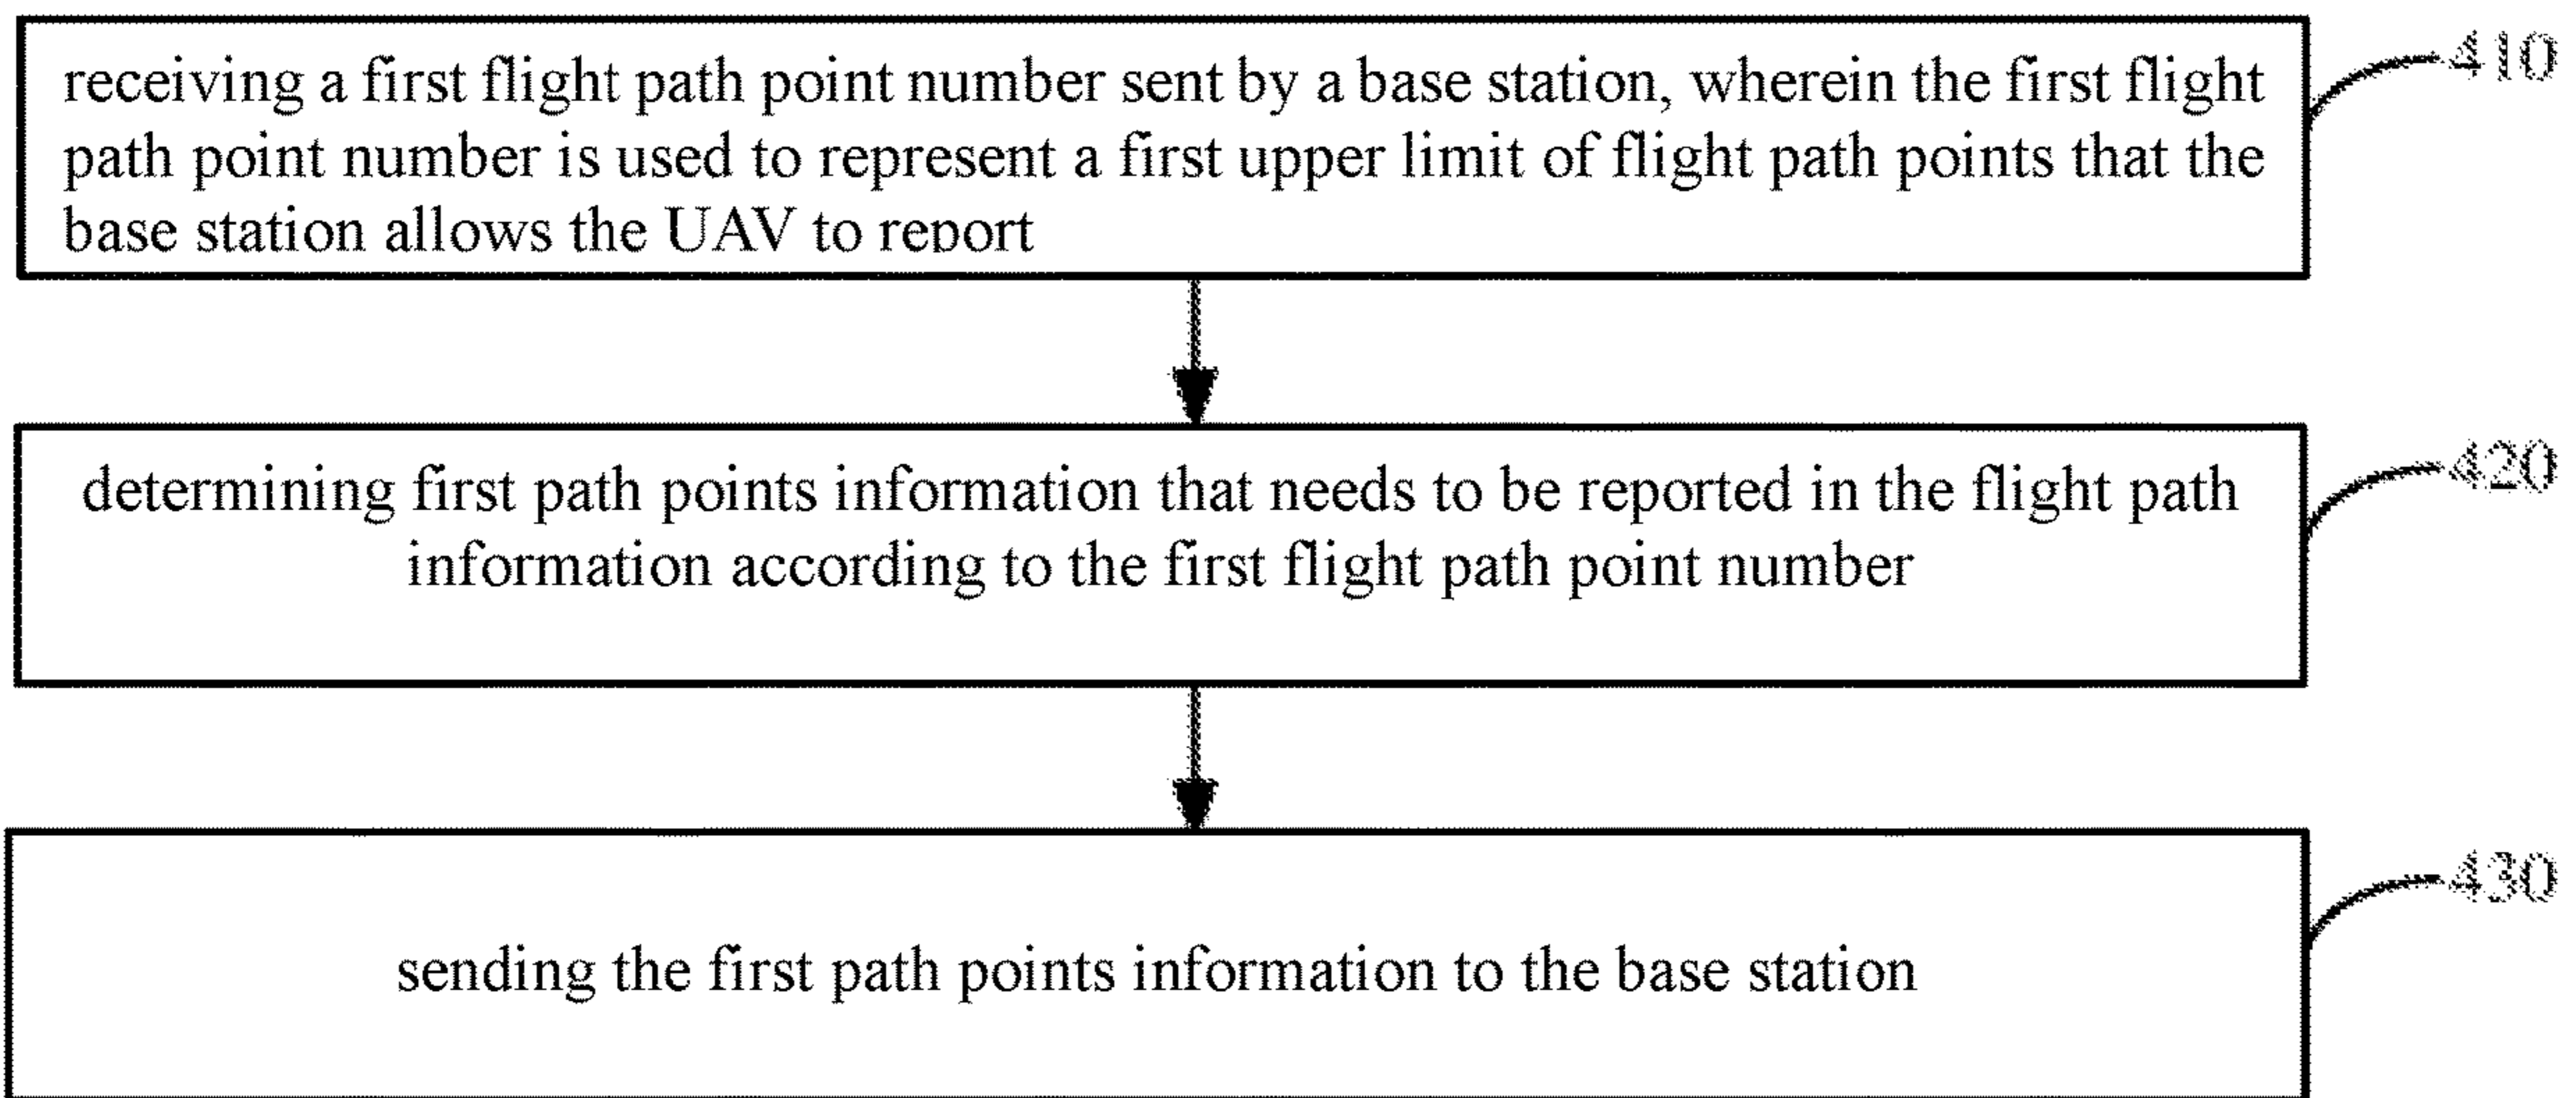 receiving a first flight path point number sent by a base station, wherein the first flight
path point number is used to represent a first upper limit of flight path points that the
base station allows the UAV to report
410
determining first path points information that needs to be reported in the flight path
information according to the first flight path point number
420
sending the first path points information to the base station
430